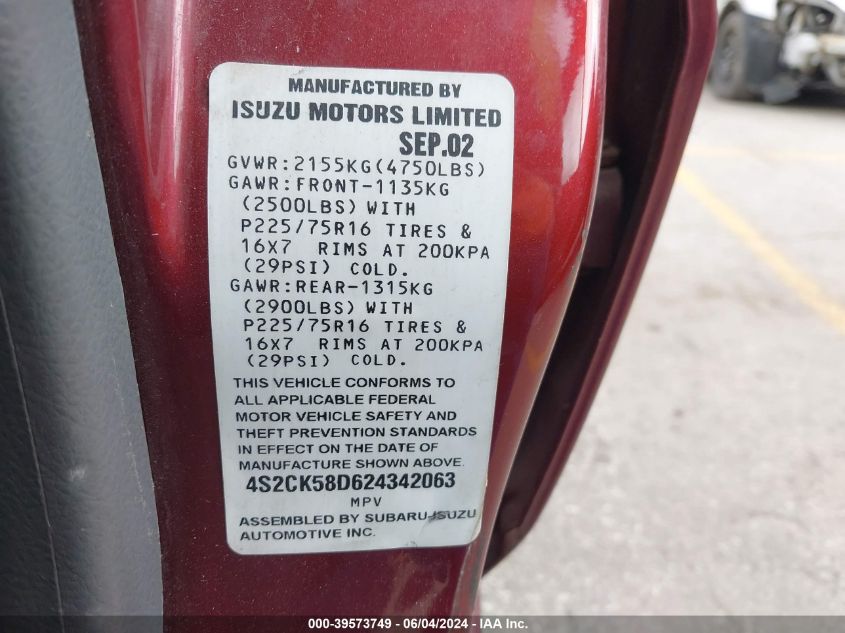 MANUFACTURED BY
ISUZU MOTORS LIMITED
SEP.02
GVWR:2155KG(4750LBS)
GAWR:FRONT-1135KG
(2500LBS) WITH
P225/75R16 TIRES &
16X7 RIMS AT 200KPA
(29PSI) COLD.
GAWR:REAR-1315KG
(2900LBS) WITH
P225/75R16 TIRES &
16X7 RIMS AT 200KPA
(29PSI) COLD.
THIS VEHICLE CONFORMS TO
ALL APPLICABLE FEDERAL
MOTOR VEHICLE SAFETY AND
THEFT PREVENTION STANDARDS
IN EFFECT ON THE DATE OF
MANUFACTURE SHOWN ABOVE.
4S2CK58D624342063
MPV
ASSEMBLED BY SUBARU-ISUZU
AUTOMOTIVE INC.
000-39573749 - 06/04/2024 - IAA Inc.